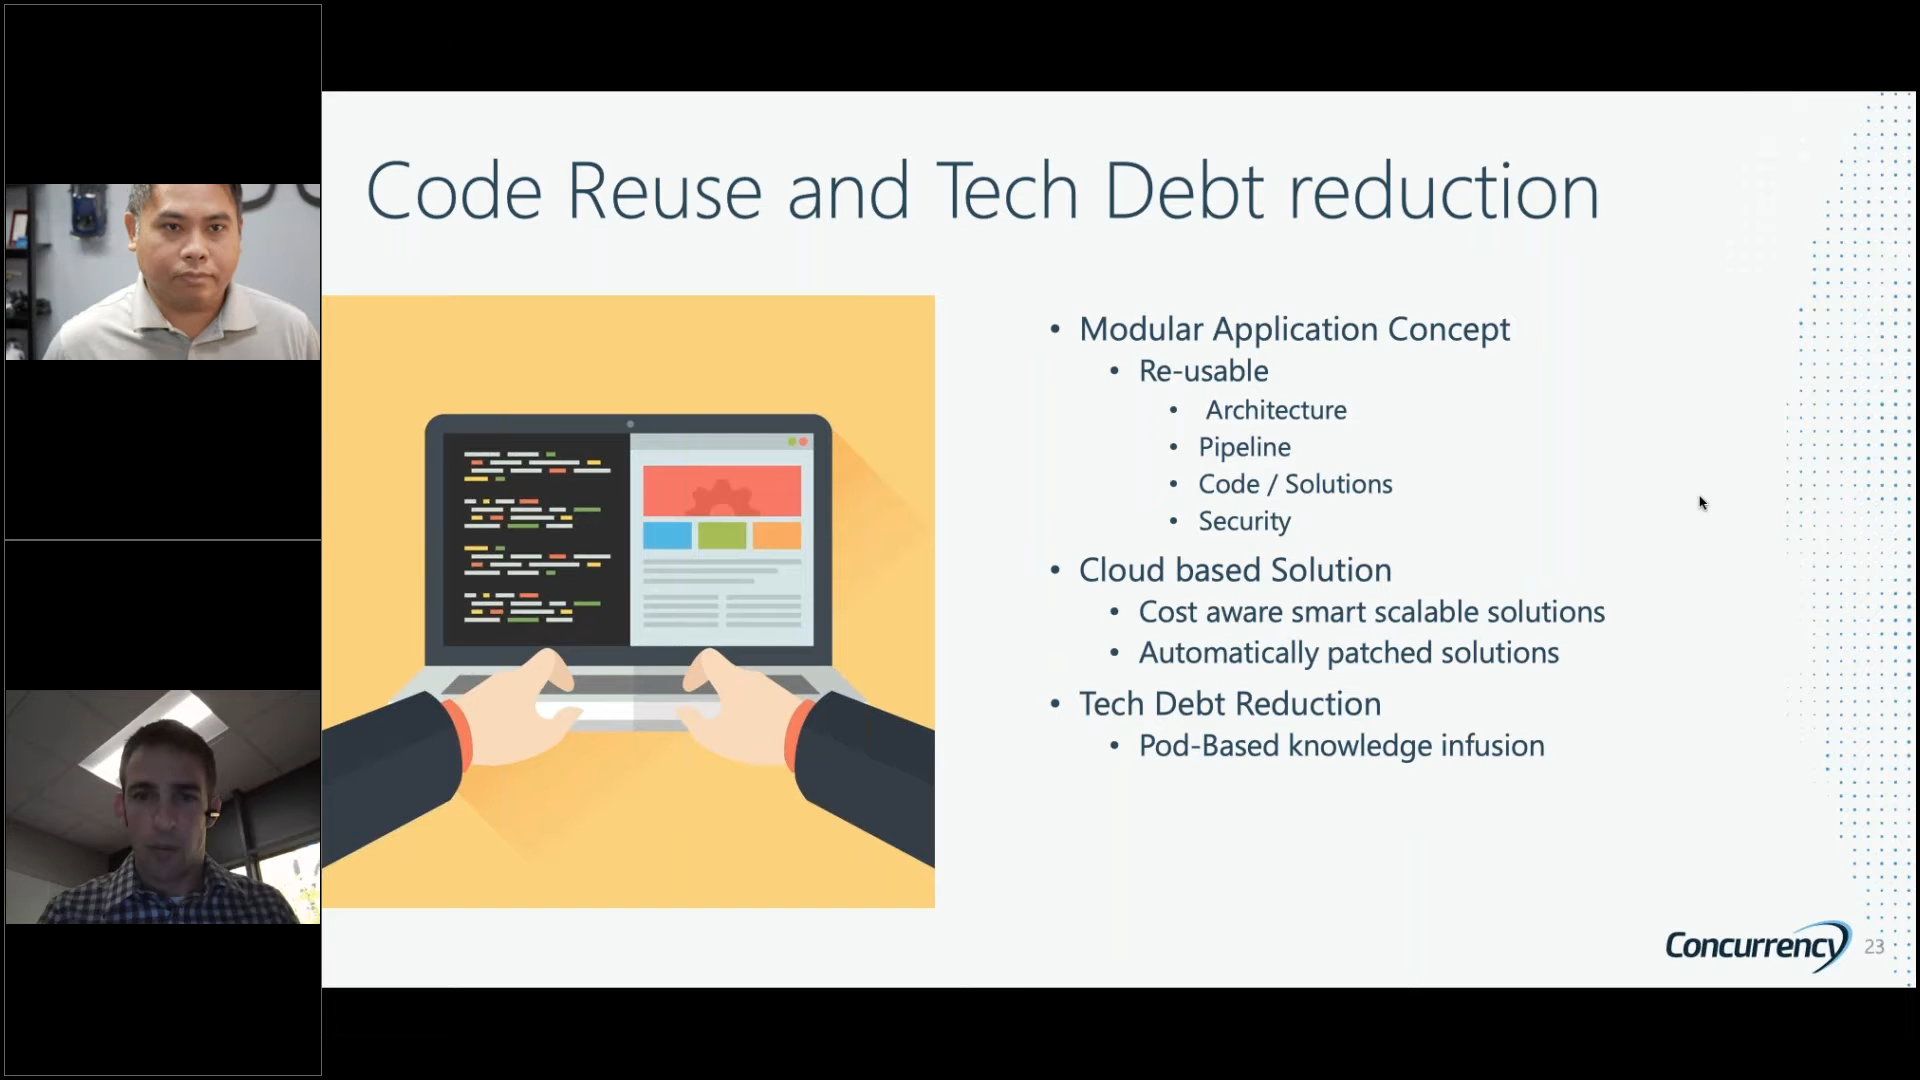 Code Reuse and Tech Debt reduction
• Modular Application Concept
• Re-usable
• Architecture
• Pipeline
• Code / Solutions
• Security
• Cloud based Solution
• Cost aware smart scalable solutions
• Automatically patched solutions
• Tech Debt Reduction
• Pod-Based knowledge infusion
Concurrency
23